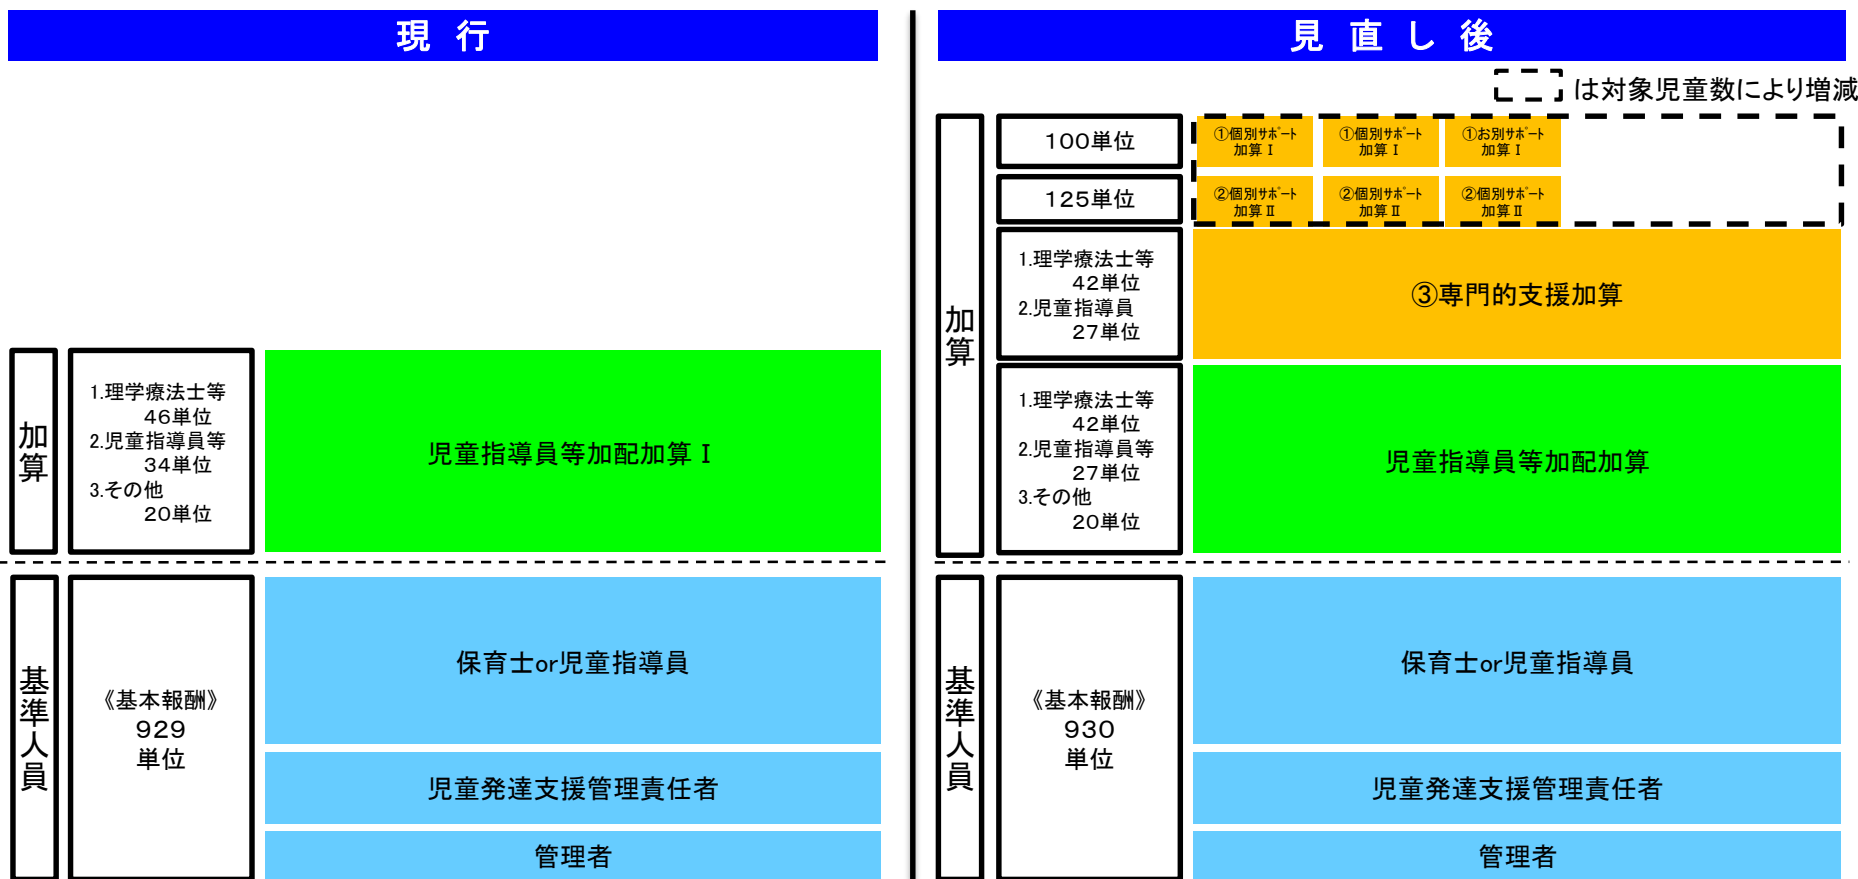 現 行
加算
1.理学療法士等
46単位
2.児童指導員等
34単位
3.その他
20単位
児童指導員等加配加算 I
基準人員
《基本報酬》
929
単位
保育士or児童指導員
児童発達支援管理責任者
管理者
見 直 し 後
は対象児童数により増減
加算
100単位
①個別サポート
加算 I
①個別サポート
加算 I
①お別サポート
加算 I
125単位
②個別サポート
加算 II
②個別サポート
加算 II
②個別サポート
加算 II
1.理学療法士等
42単位
2.児童指導員
27単位
③専門的支援加算
1.理学療法士等
42単位
2.児童指導員等
27単位
3.その他
20単位
児童指導員等加配加算
基準人員
《基本報酬》
930
単位
保育士or児童指導員
児童発達支援管理責任者
管理者